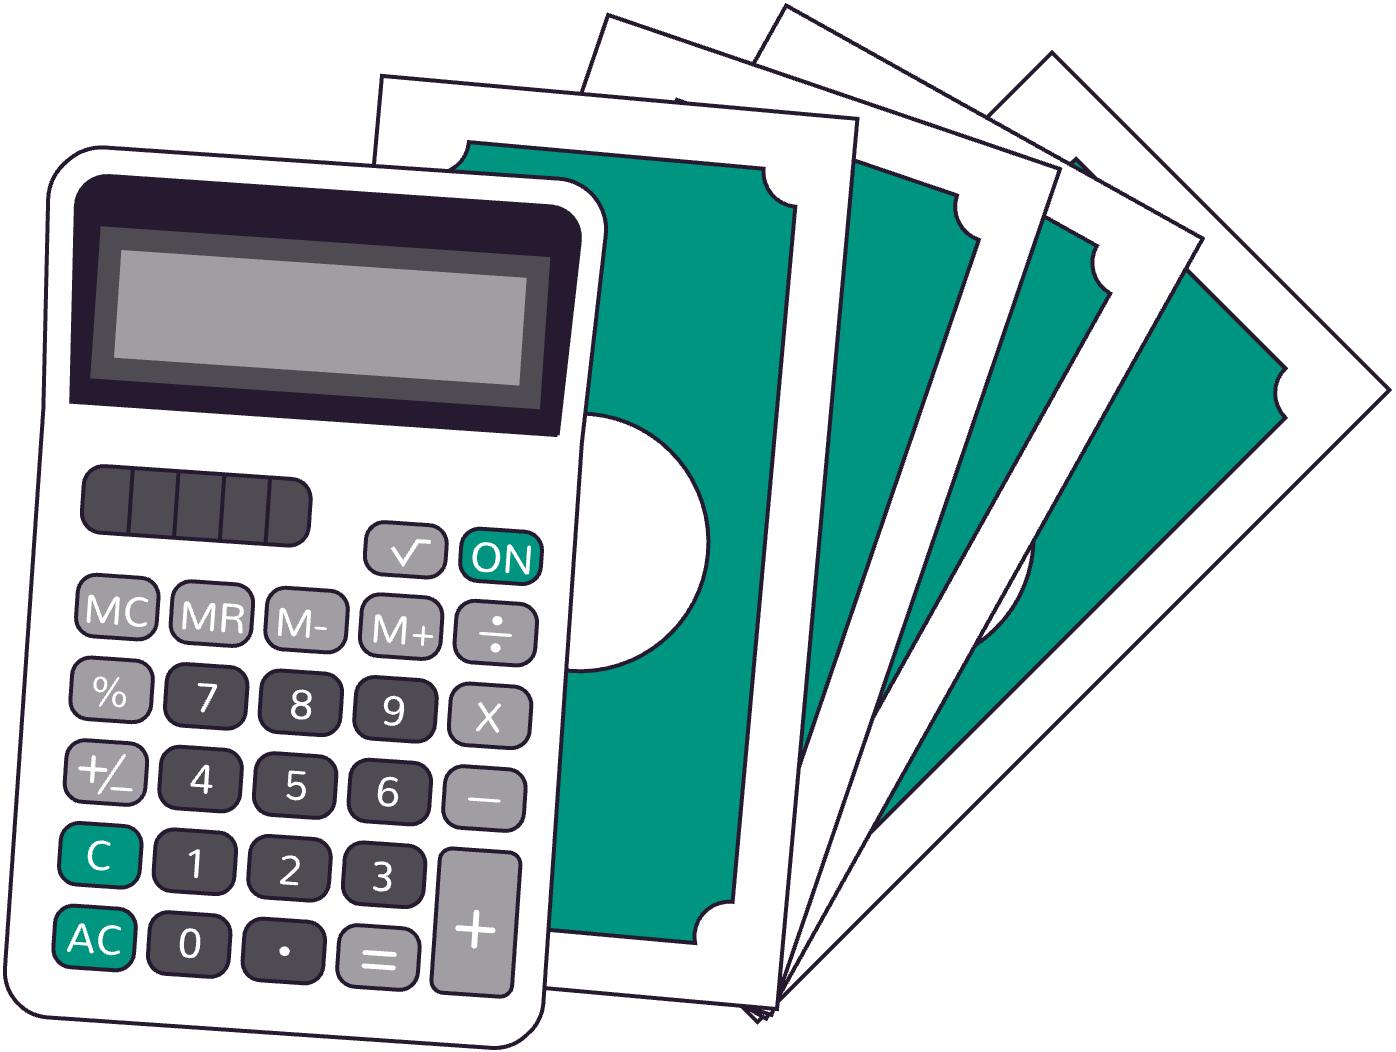 √ ON
MC MR M- M+ ÷
% 7 8 9 X
+/_ 4 5 6 −
C 1 2 3
AC 0 . = +